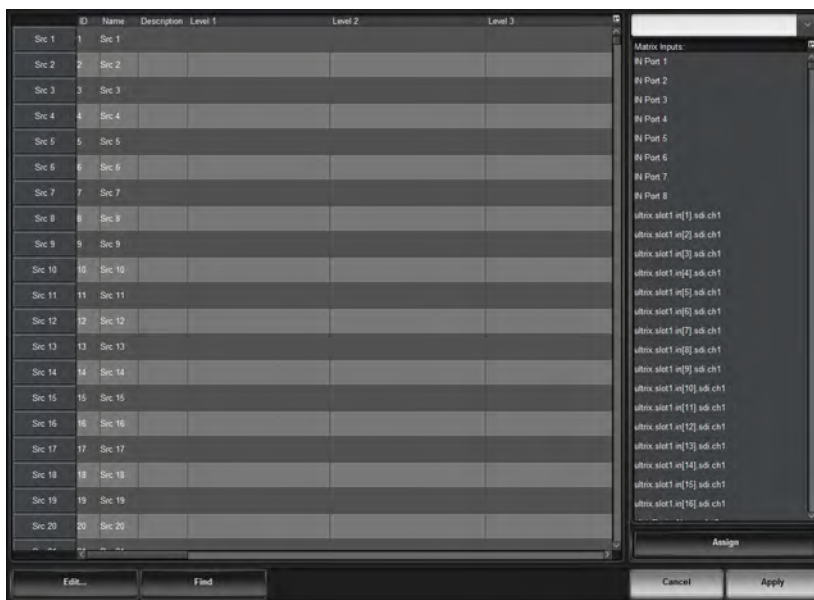 ID Name Description Level 1 Level 2 Level 3
Src 1 1 Src 1
Src 2 2 Src 2
Src 3 3 Src 3
Src 4 4 Src 4
Src 5 5 Src 5
Src 6 6 Src 6
Src 7 7 Src 7
Src 8 8 Src 8
Src 9 9 Src 9
Src 10 10 Src 10
Src 11 11 Src 11
Src 12 12 Src 12
Src 13 13 Src 13
Src 14 14 Src 14
Src 15 15 Src 15
Src 16 16 Src 16
Src 17 17 Src 17
Src 18 18 Src 18
Src 19 19 Src 19
Src 20 20 Src 20
Matrix Inputs:
IN Port 1
IN Port 2
IN Port 3
IN Port 4
IN Port 5
IN Port 6
IN Port 7
IN Port 8
ultrix.slot1.in[1].sdi.ch1
ultrix.slot1.in[2].sdi.ch1
ultrix.slot1.in[3].sdi.ch1
ultrix.slot1.in[4].sdi.ch1
ultrix.slot1.in[5].sdi.ch1
ultrix.slot1.in[6].sdi.ch1
ultrix.slot1.in[7].sdi.ch1
ultrix.slot1.in[8].sdi.ch1
ultrix.slot1.in[9].sdi.ch1
ultrix.slot1.in[10].sdi.ch1
ultrix.slot1.in[11].sdi.ch1
ultrix.slot1.in[12].sdi.ch1
ultrix.slot1.in[13].sdi.ch1
ultrix.slot1.in[14].sdi.ch1
ultrix.slot1.in[15].sdi.ch1
ultrix.slot1.in[16].sdi.ch1
Assign
Edit... Find Cancel Apply